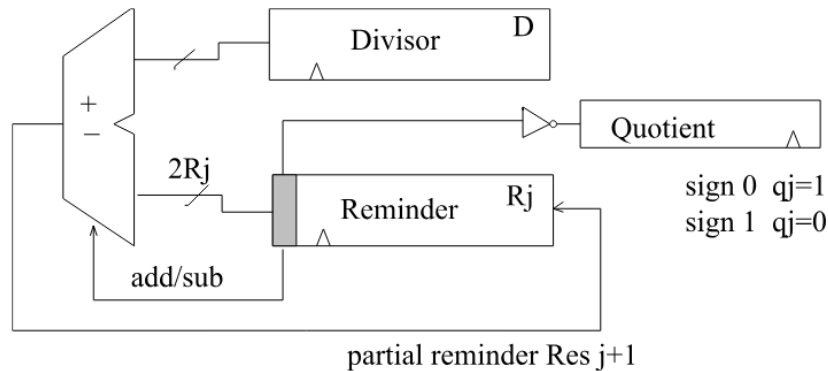 Divisor
D
+
−
Quotient
2Rj
Reminder
Rj
sign 0 qj=1
sign 1 qj=0
add/sub
partial reminder Res j+1